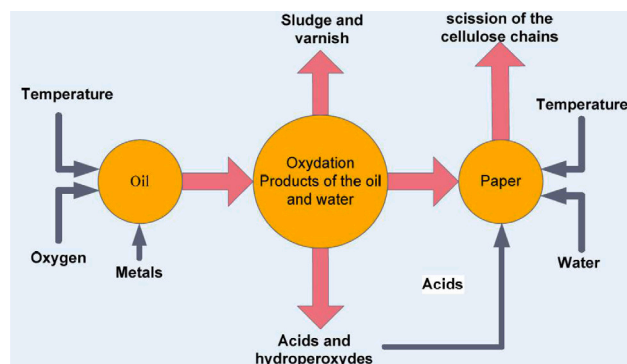 Sludge and
varnish
scission of the
cellulose chains
Temperature
Temperature
Oil
Oxydation
Products of the oil
and water
Paper
Oxygen
Metals
Acids
Water
Acids and
hydroperoxydes